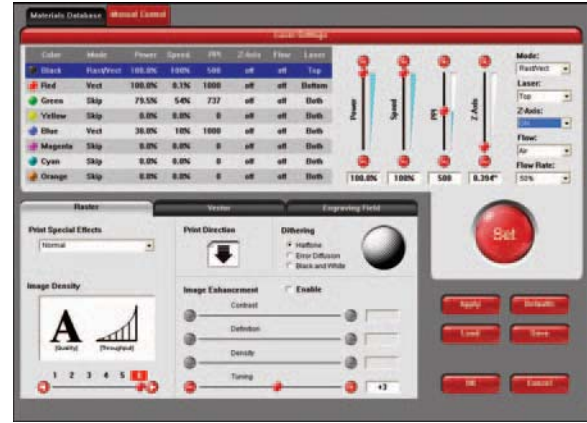 Materials Database Manual Control
Laser Settings
Color Mode Power Speed PPI Z-Axis Flow Laser
Black Rast/Vect 100.0% 100% 500 off off Top
Red Vect 100.0% 0.1% 1000 off off Bottom
Green Skip 79.5% 54% 737 off off Both
Yellow Skip 0.0% 0.0% 0 off off Both
Blue Vect 30.0% 10% 1000 off off Both
Magenta Skip 0.0% 0.0% 0 off off Both
Cyan Skip 0.0% 0.0% 0 off off Both
Orange Skip 0.0% 0.0% 0 off off Both
Power
Speed
PPI
Z-Axis
100.0% 100% 500 0.394"
Mode:
Rast/Vect
Laser:
Top
Z-Axis:
Flow:
Air
Flow Rate:
50%
Set
Raster Vector Engraving Field
Print Special Effects
Normal
Print Direction
Dithering
Halftone
Error Diffusion
Black and White
Image Density
A
(Quality) (Throughput)
1 2 3 4 5 6
Image Enhancement Enable
Contrast
Definition
Density
Tuning
+3
Apply Defaults
Load Save
OK Cancel